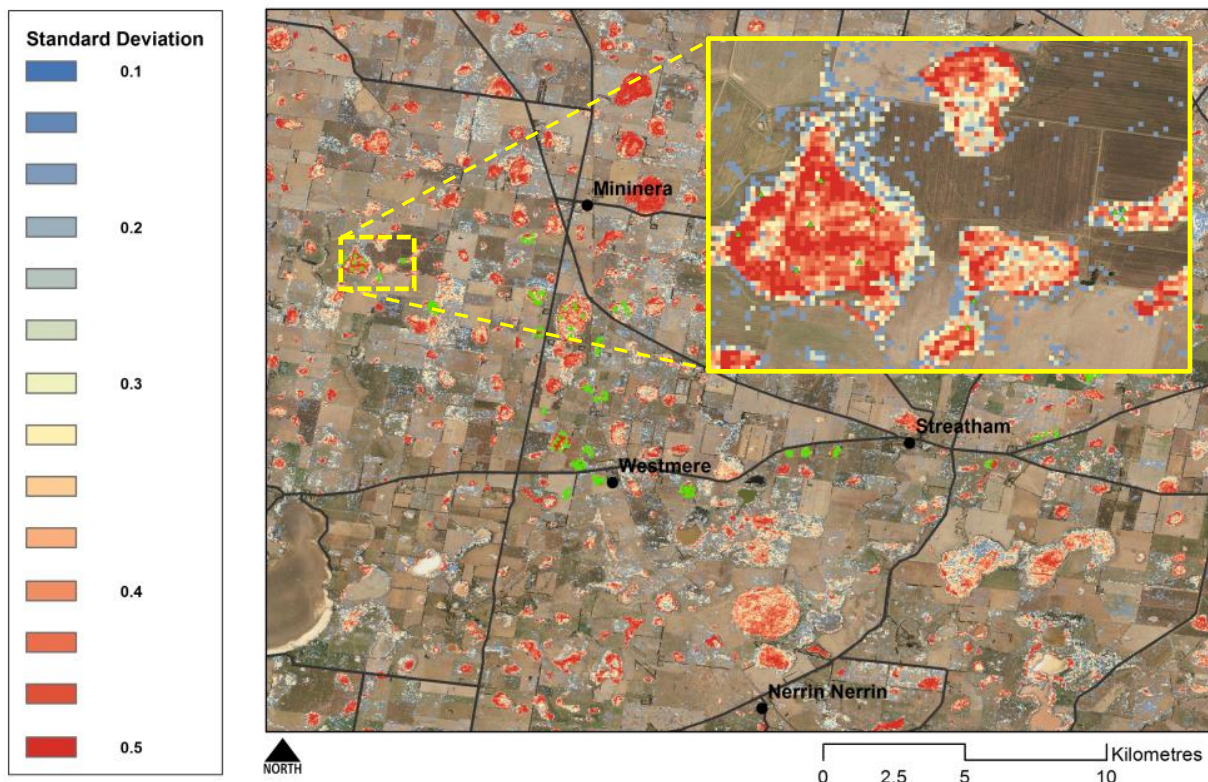 Standard Deviation
0.1
0.2
0.3
0.4
0.5
Mininera
Streatham
Westmere
Nerrin Nerrin
NORTH
Kilometres
0 2.5 5 10